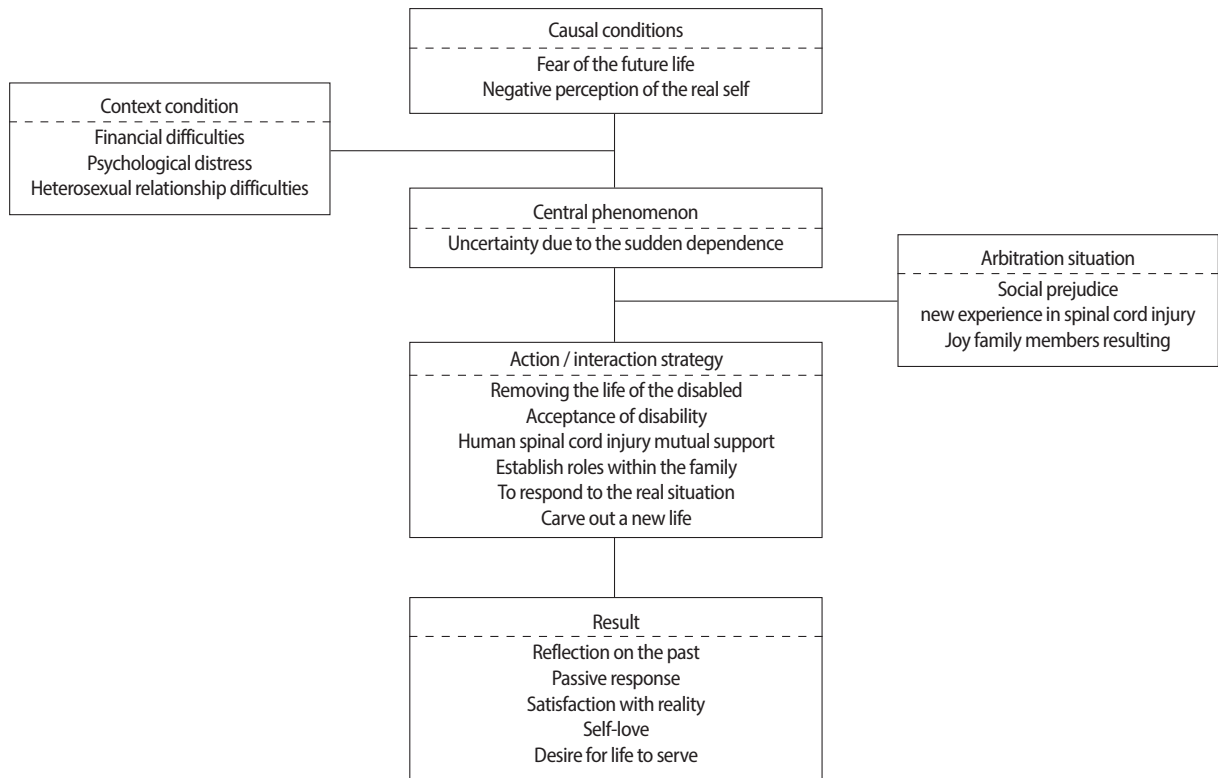 Causal conditions
Fear of the future life
Negative perception of the real self
Context condition
Financial difficulties
Psychological distress
Heterosexual relationship difficulties
Central phenomenon
Uncertainty due to the sudden dependence
Arbitration situation
Social prejudice
new experience in spinal cord injury
Joy family members resulting
Action / interaction strategy
Removing the life of the disabled
Acceptance of disability
Human spinal cord injury mutual support
Establish roles within the family
To respond to the real situation
Carve out a new life
Result
Reflection on the past
Passive response
Satisfaction with reality
Self-love
Desire for life to serve